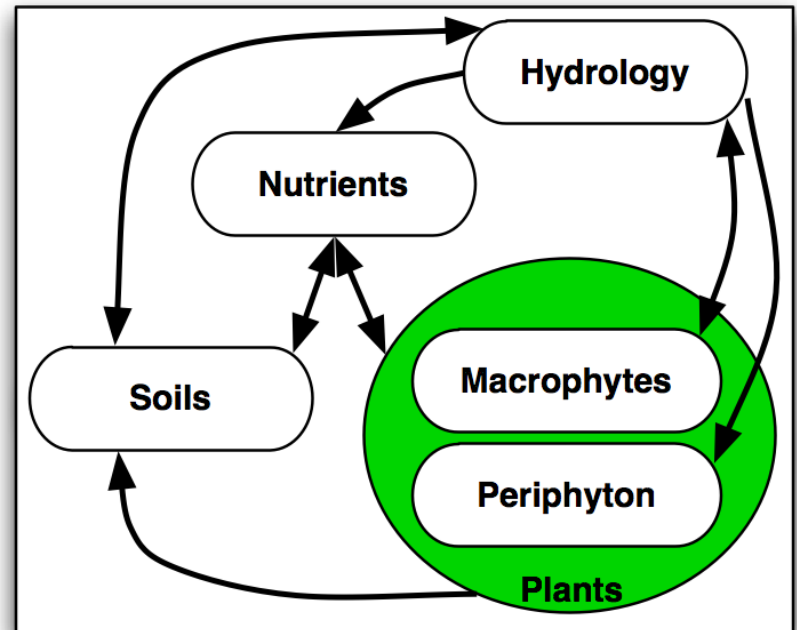 Hydrology
Nutrients
Macrophytes
Soils
Periphyton
Plants